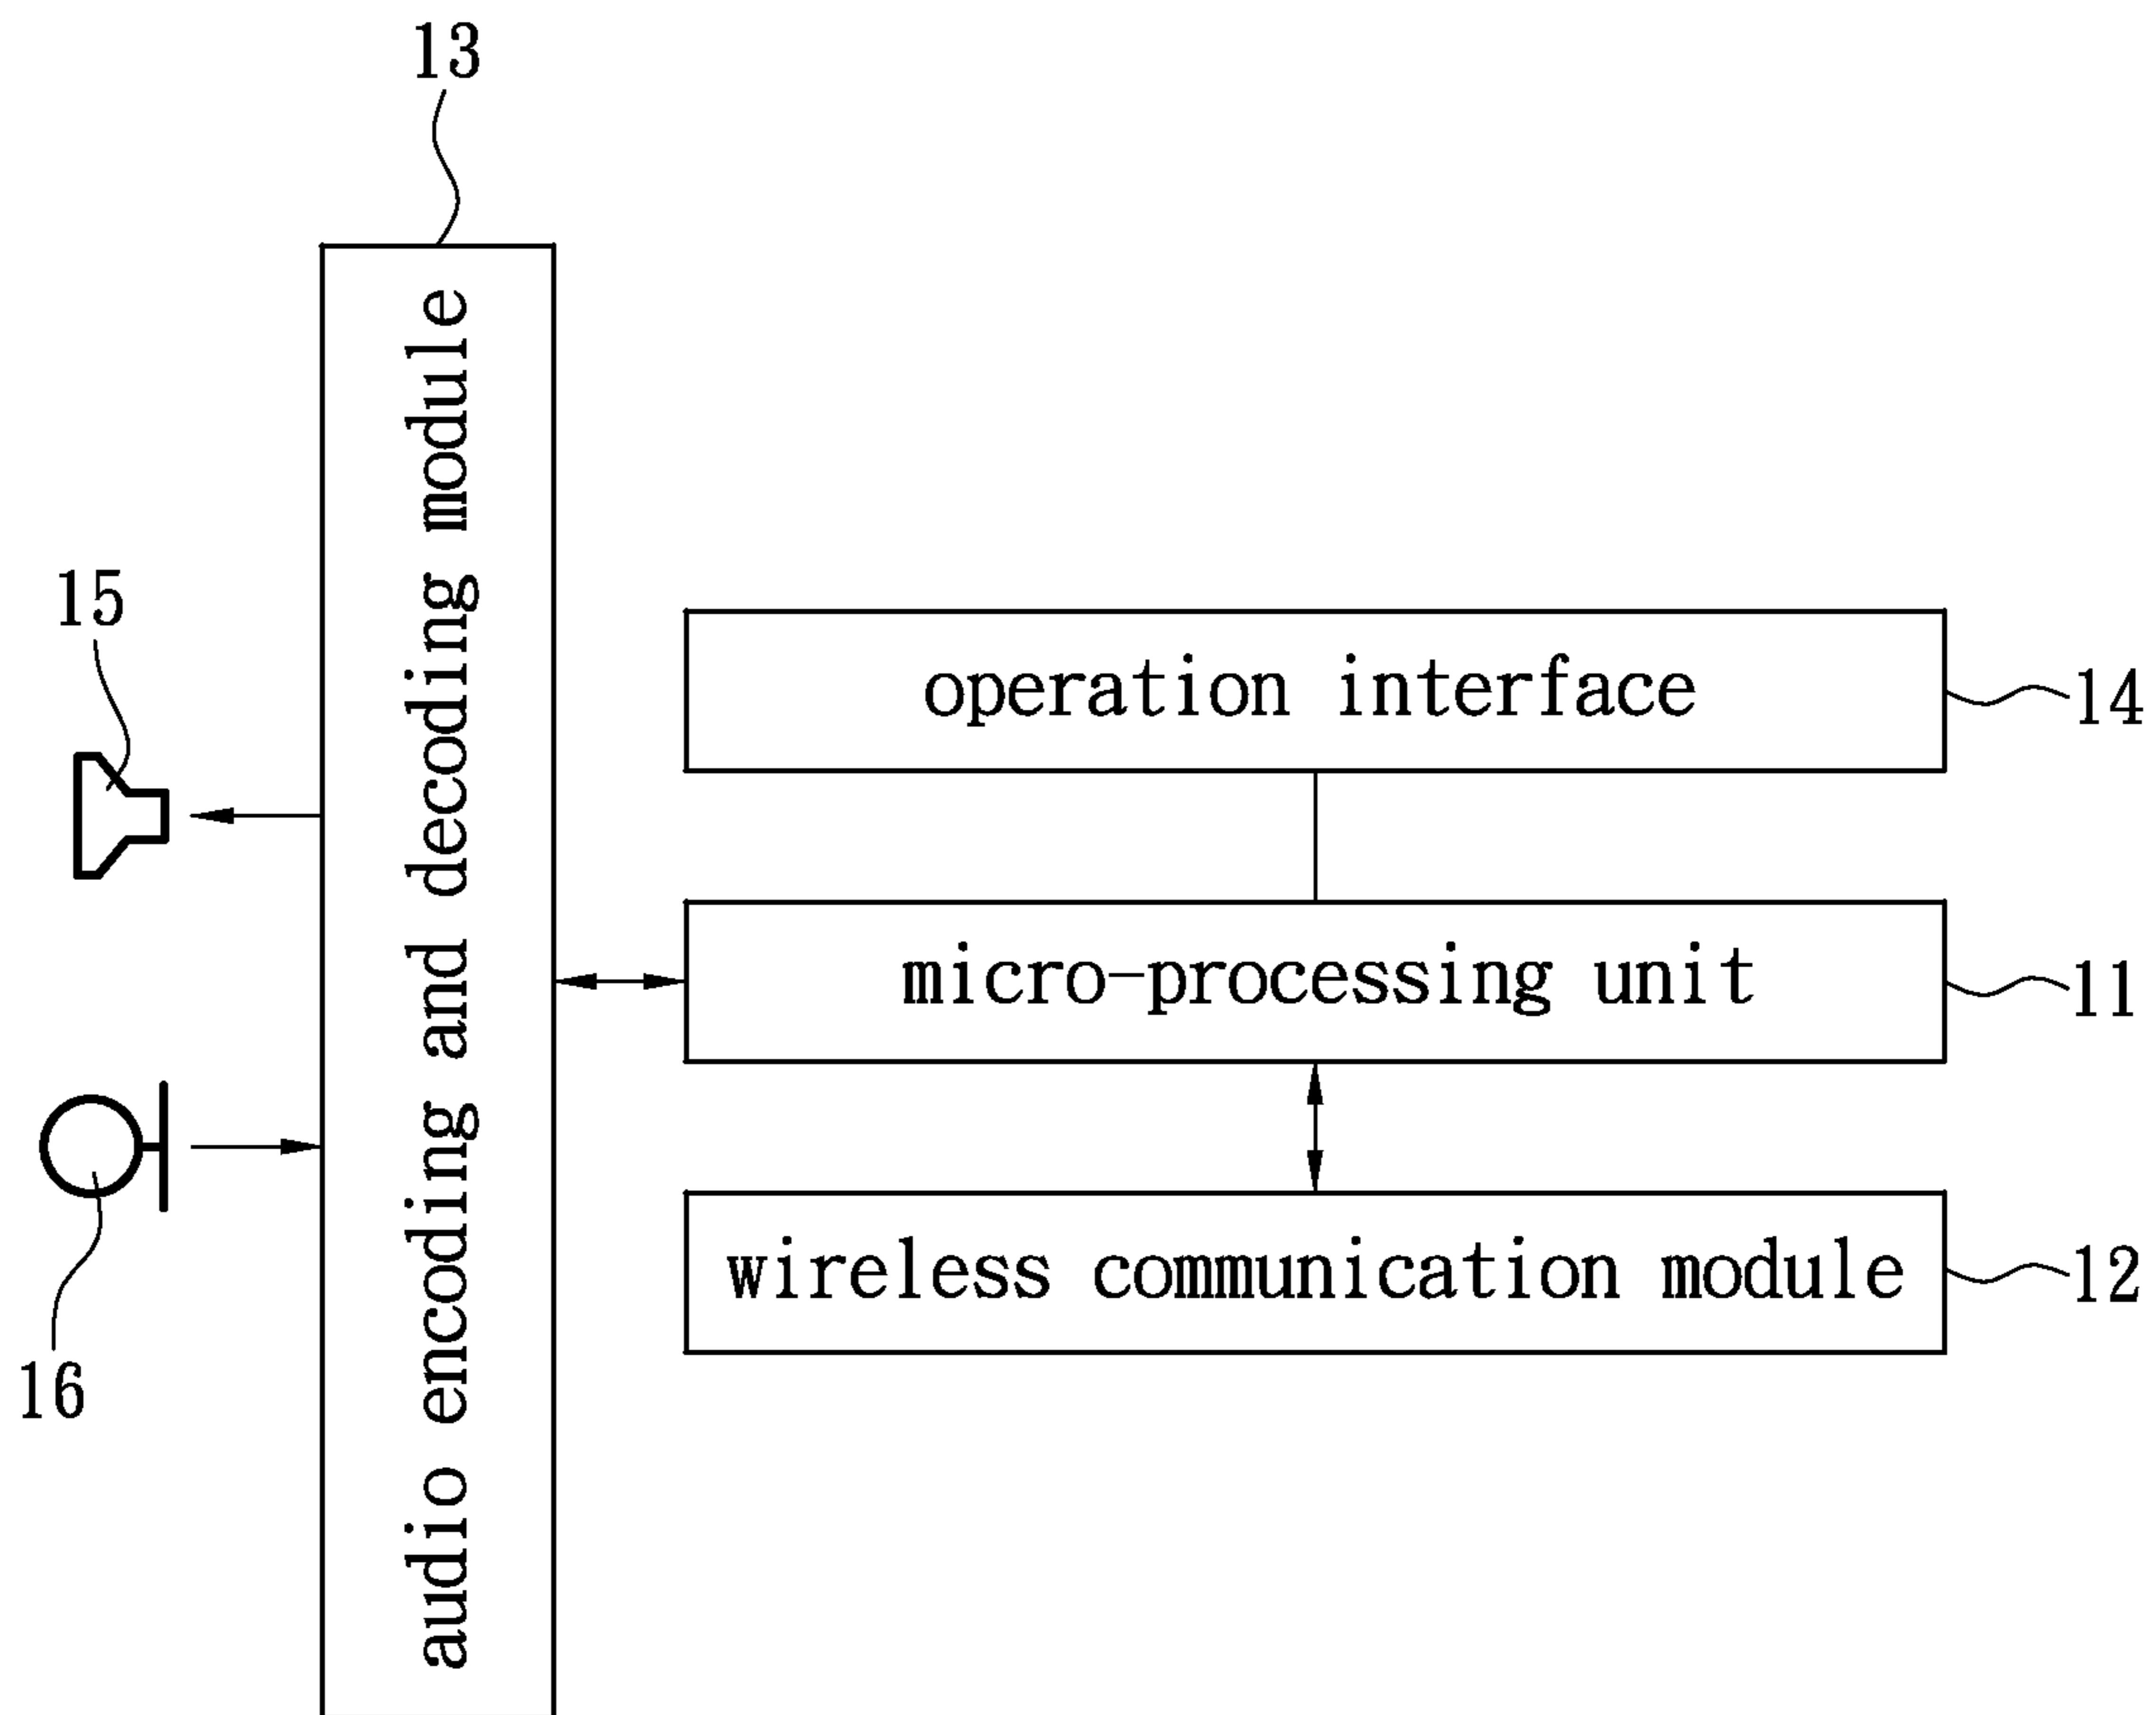 13
audio encoding and decoding module
15
operation interface
14
micro-processing unit
11
wireless communication module
12
16